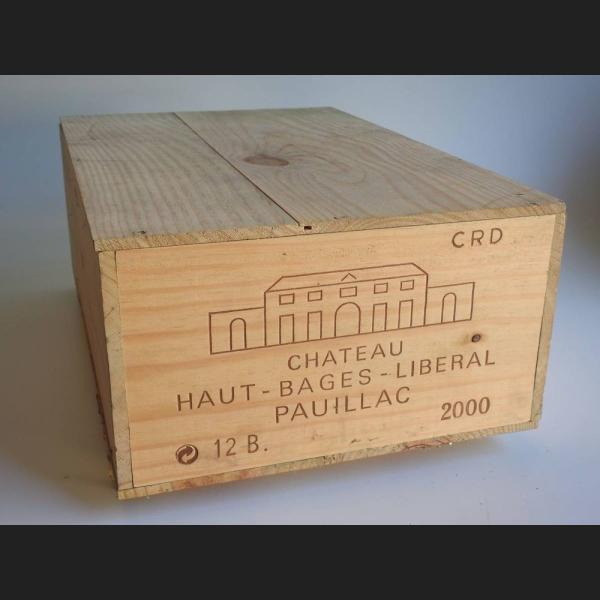 CRD
CHATEAU
HAUT-BAGES-LIBERAL
PAUILLAC
2000
12 B.